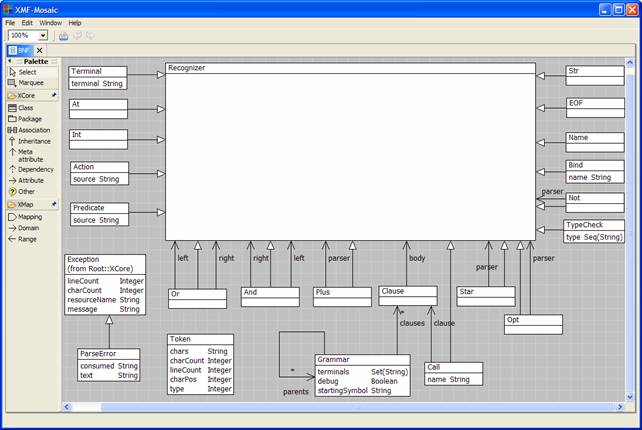 XMF-Mosaic
File Edit Window Help
100%
BNF
Palette
Select
Marquee
XCore
Class
Package
Association
Inheritance
Meta
attribute
Dependency
Attribute
Other
XMap
Mapping
Domain
Range
Terminal
terminal String
At
Int
Action
source String
Predicate
source String
Recognizer
Str
EOF
Name
Bind
name String
parser
Not
TypeCheck
type Seq(String)
left
right
right
left
parser
body
parser
parser
Or
And
Plus
Clause
Star
Opt
Exception
(from Root::XCore)
lineCount Integer
charCount Integer
resourceName String
message String
ParseError
consumed String
text String
Token
chars String
charCount Integer
lineCount Integer
charPos Integer
type Integer
*
clauses
clause
*
parents
Grammar
terminals Set(String)
debug Boolean
startingSymbol String
Call
name String